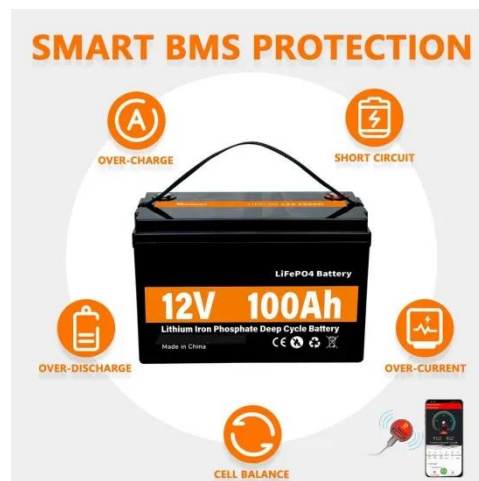 SMART BMS PROTECTION
OVER-CHARGE
SHORT CIRCUIT
LiFePO4 Battery
12V 100Ah
Lithium Iron Phosphate Deep Cycle Battery
Made in China
CE
OVER-DISCHARGE
OVER-CURRENT
CELL BALANCE